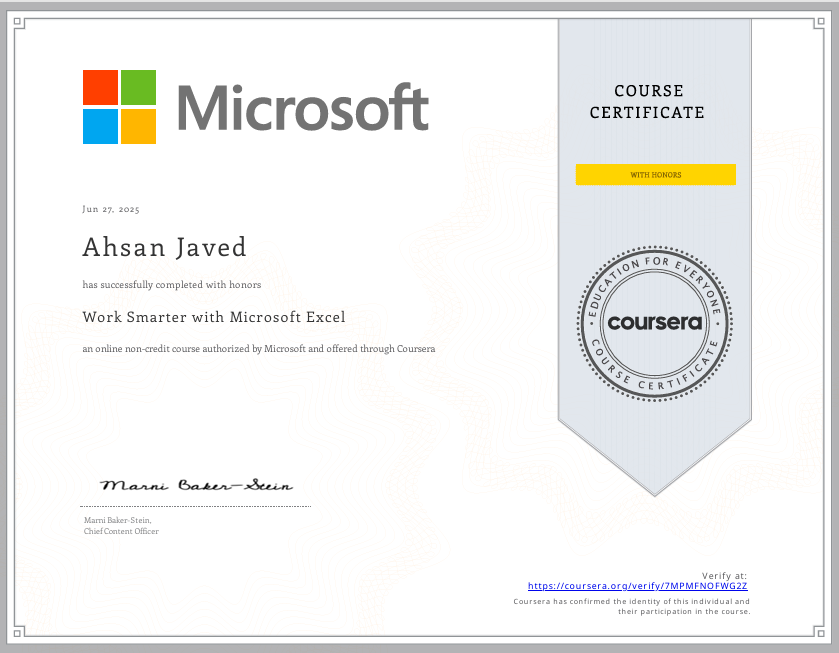 Microsoft
COURSE
CERTIFICATE
WITH HONORS
Jun 27, 2025
Ahsan Javed
has successfully completed with honors
Work Smarter with Microsoft Excel
an online non-credit course authorized by Microsoft and offered through Coursera
EDUCATION FOR EVERYONE
coursera
COURSE CERTIFICATE
Marni Baker-Stein
Marni Baker-Stein,
Chief Content Officer
Verify at:
https://coursera.org/verify/7MPMFNOFWG2Z
Coursera has confirmed the identity of this individual and
their participation in the course.